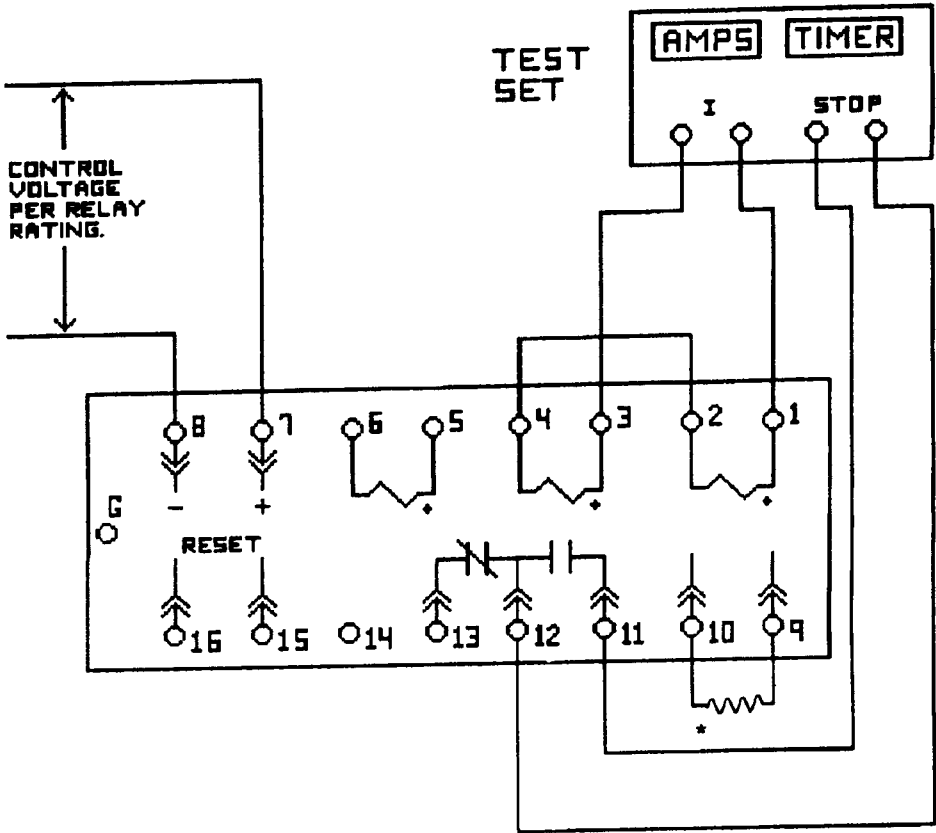 AMPS TIMER
TEST
SET
I STOP
CONTROL
VOLTAGE
PER RELAY
RATING.
8 7 6 5 4 3 2 1
- + + + +
G
RESET
16 15 14 13 12 11 10 9
*